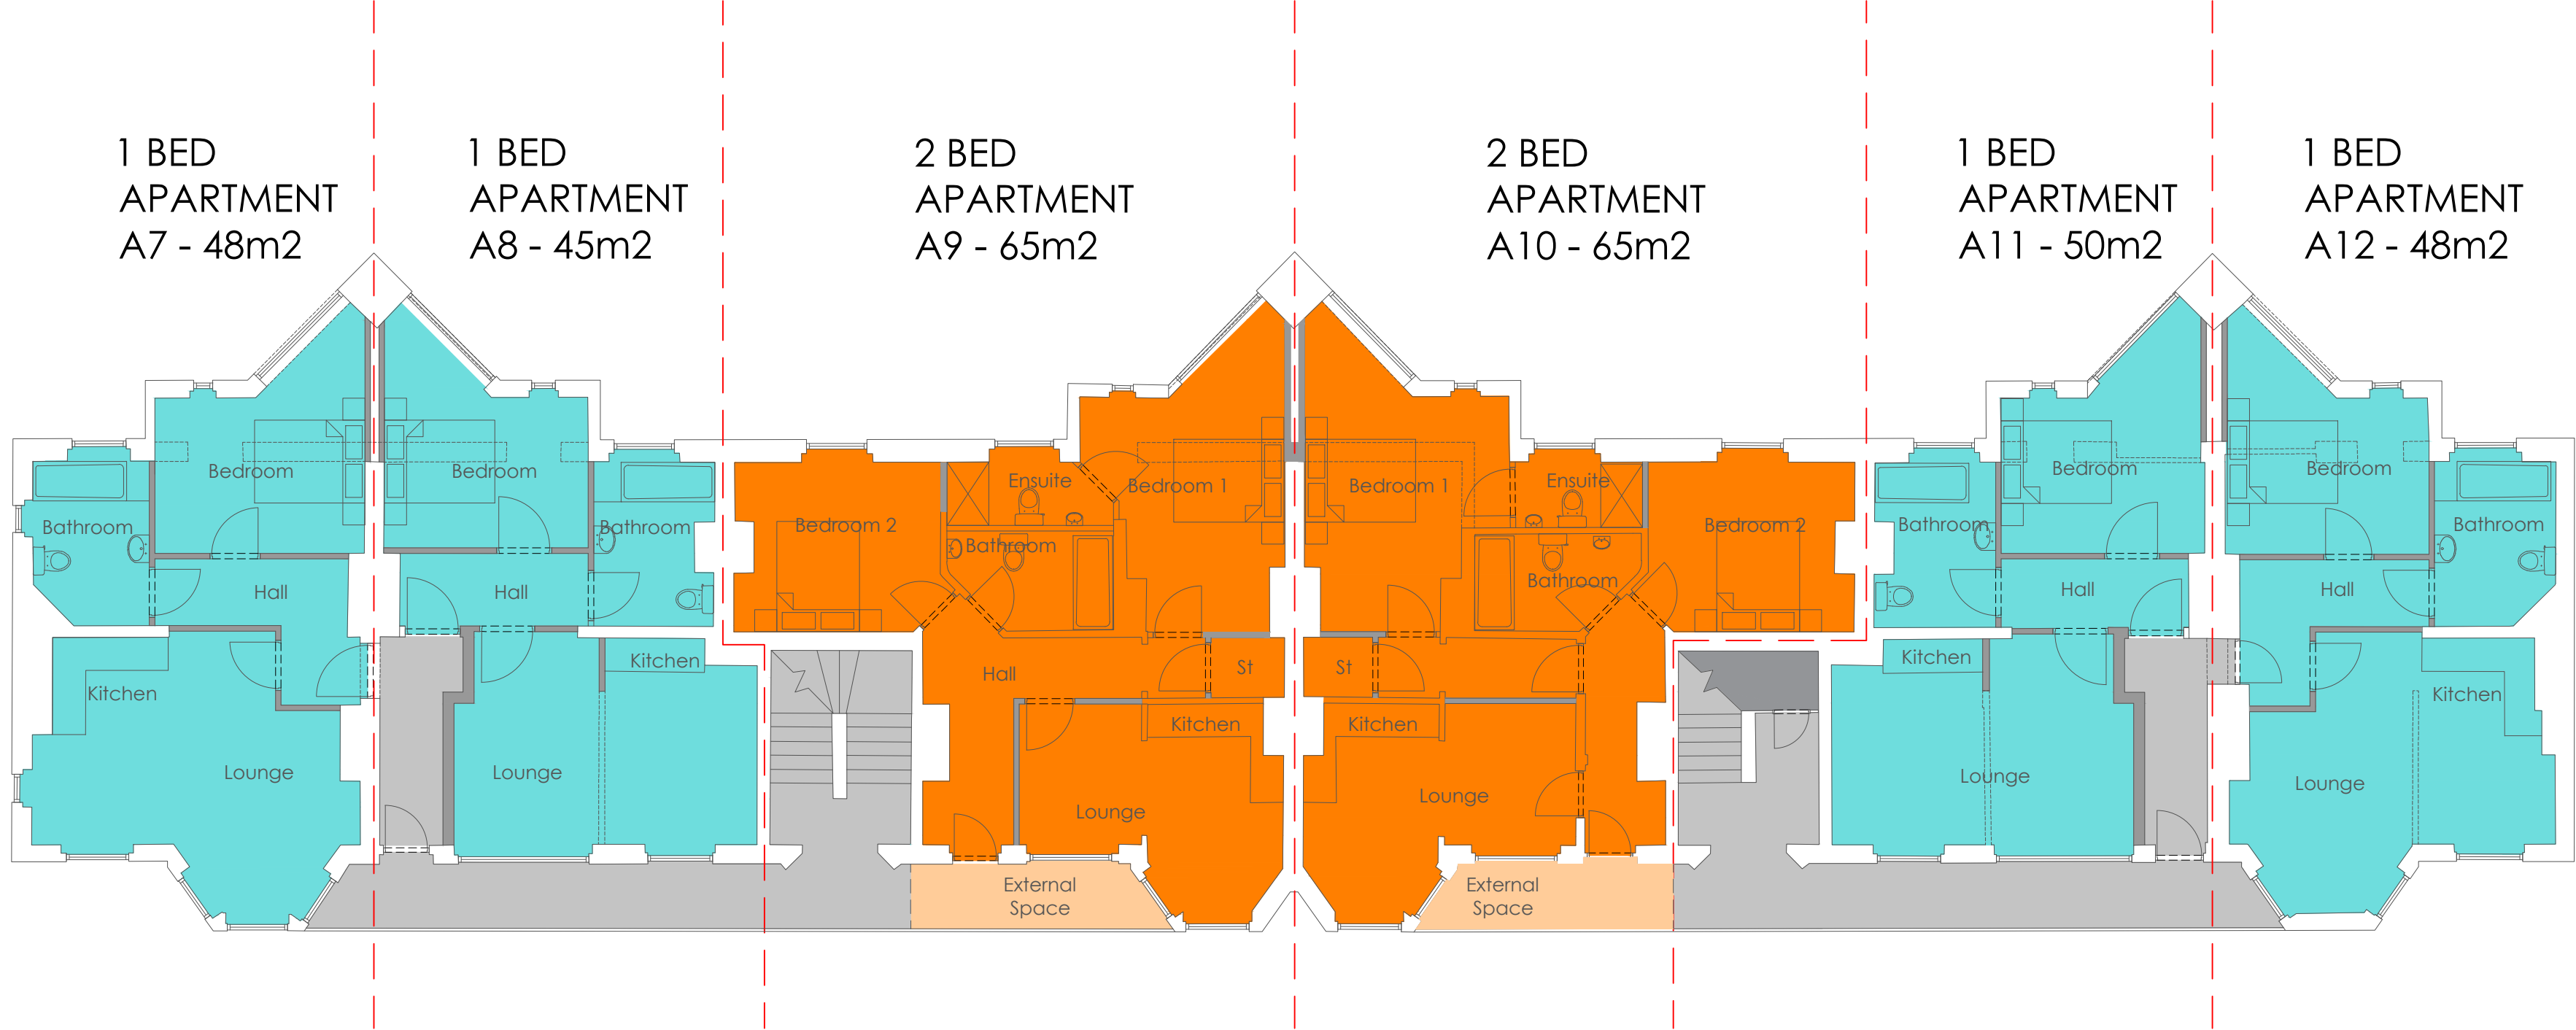 1 BED
APARTMENT
A7 - 48m2
1 BED
APARTMENT
A8 - 45m2
2 BED
APARTMENT
A9 - 65m2
2 BED
APARTMENT
A10 - 65m2
1 BED
APARTMENT
A11 - 50m2
1 BED
APARTMENT
A12 - 48m2
Bedroom
Bathroom
Hall
Kitchen
Lounge
Bedroom
Bathroom
Hall
Kitchen
Lounge
Bedroom 2
Ensuite
Bedroom 1
Bathroom
Hall
St
Kitchen
Lounge
External
Space
Bedroom 1
Ensuite
Bedroom 2
Bathroom
St
Kitchen
Lounge
External
Space
Bedroom
Bathroom
Hall
Kitchen
Lounge
Bedroom
Bathroom
Hall
Kitchen
Lounge